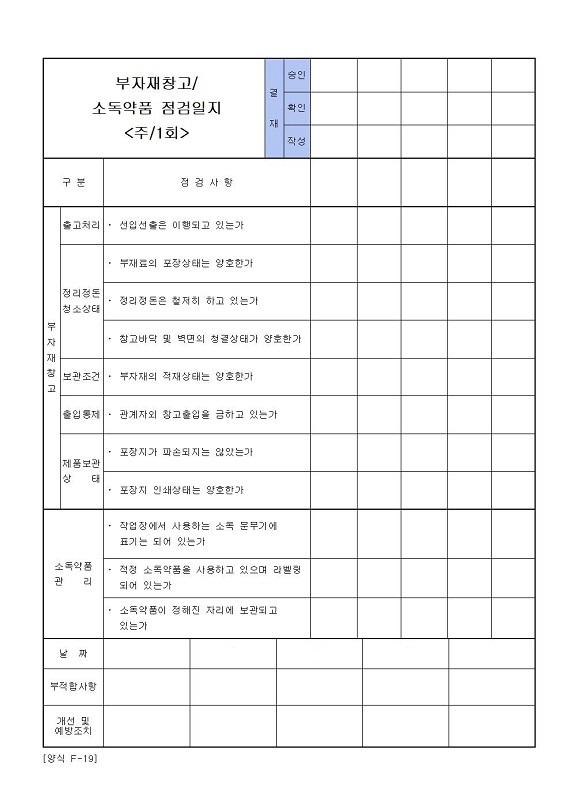 부자재창고/
소독약품 점검일지
<주/1회>
결
재
승인
확인
작성
구 분
점 검 사 항
부
자
재
창
고
출고처리
· 선입선출은 이행되고 있는가
정리정돈
청소상태
· 부재료의 포장상태는 양호한가
· 정리정돈은 철저히 하고 있는가
· 창고바닥 및 벽면의 청결상태가 양호한가
보관조건
· 부자재의 적재상태는 양호한가
출입통제
· 관계자외 창고출입을 금하고 있는가
제품보관
상 태
· 포장지가 파손되지는 않았는가
· 포장지 인쇄상태는 양호한가
소독약품
관 리
· 작업장에서 사용하는 소독 분무기에
표기는 되어 있는가
· 적정 소독약품을 사용하고 있으며 라벨링
되어 있는가
· 소독약품이 정해진 자리에 보관되고
있는가
날 짜
부적합사항
개선 및
예방조치
[양식 F-19]